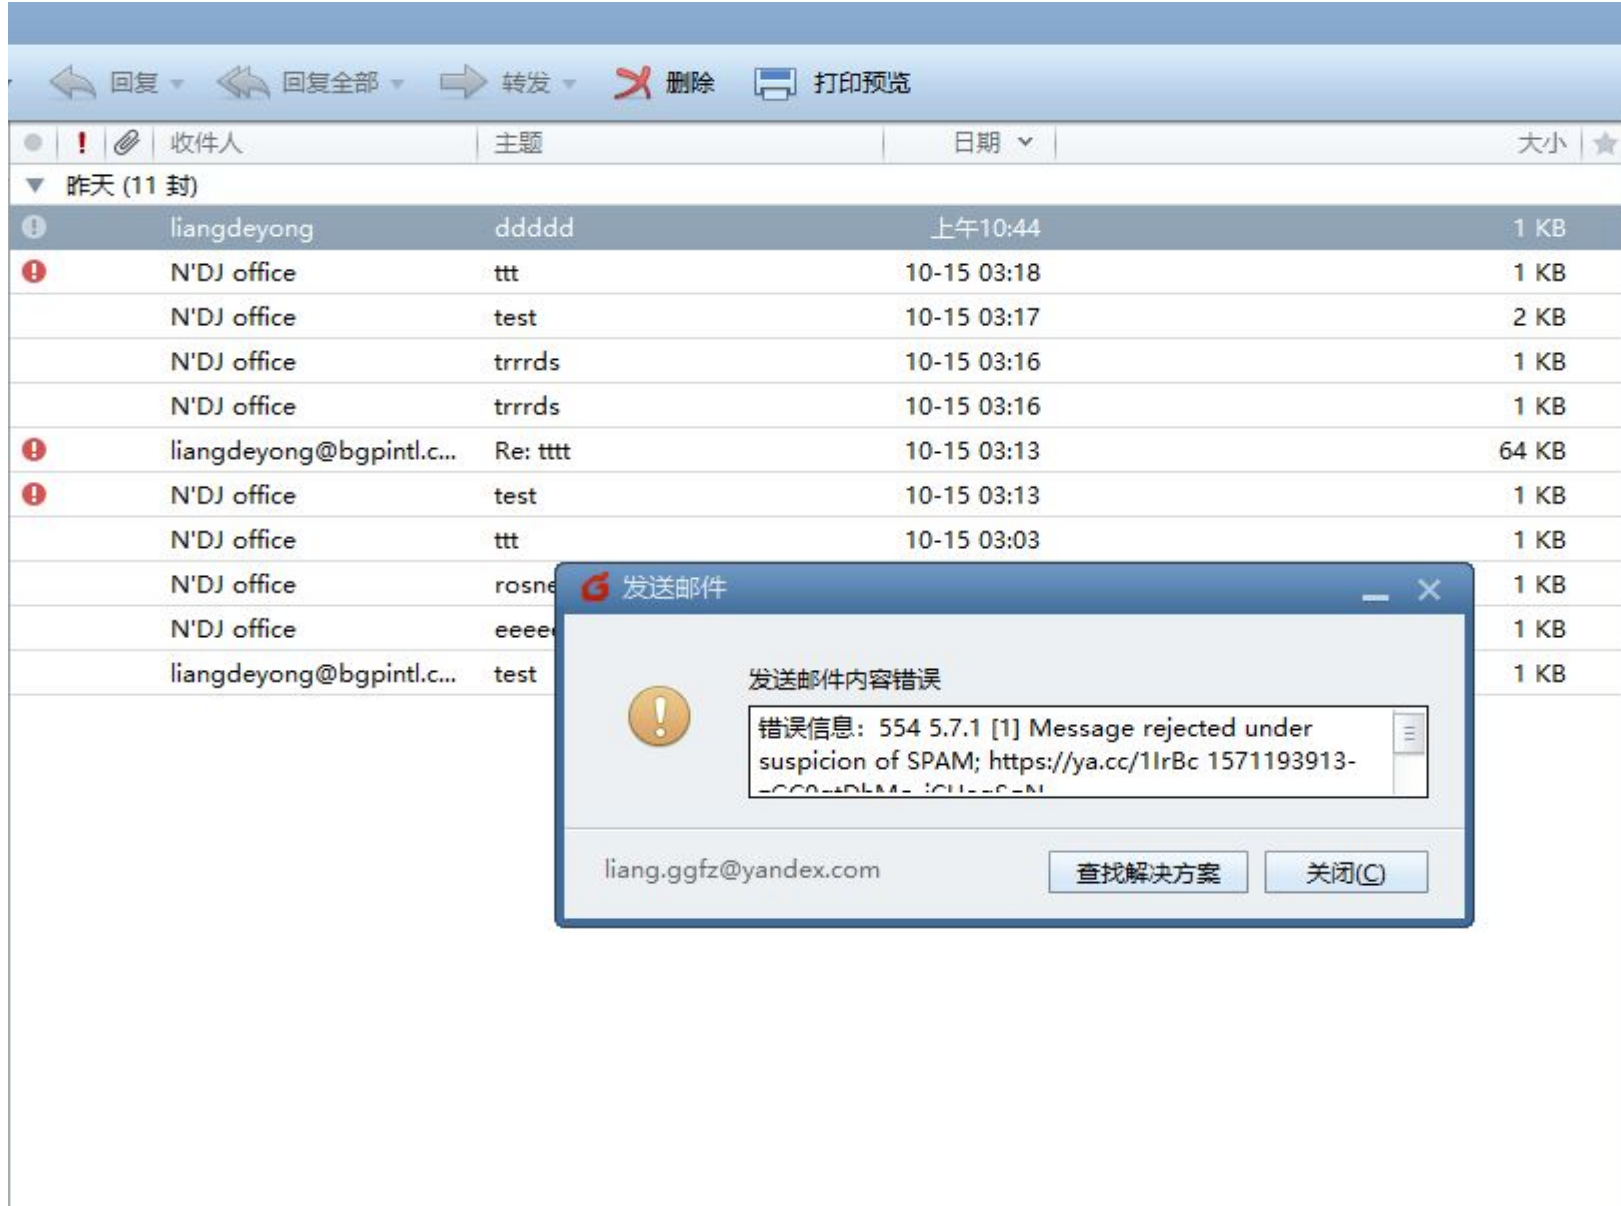 回复 回复全部 转发 删除 打印预览
! 收件人 主题 日期 大小
昨天 (11 封)
liangdeyong ddddd 上午10:44 1 KB
N'DJ office ttt 10-15 03:18 1 KB
N'DJ office test 10-15 03:17 2 KB
N'DJ office trrrds 10-15 03:16 1 KB
N'DJ office trrrds 10-15 03:16 1 KB
liangdeyong@bgpintl.c... Re: tttt 10-15 03:13 64 KB
N'DJ office test 10-15 03:13 1 KB
N'DJ office ttt 10-15 03:03 1 KB
N'DJ office 1 KB
N'DJ office 1 KB
liangdeyong@bgpintl.c... test 1 KB
发送邮件
发送邮件内容错误
错误信息：554 5.7.1 [1] Message rejected under
suspicion of SPAM; https://ya.cc/1IrBc 1571193913-
liang.ggfz@yandex.com 查找解决方案 关闭(C)